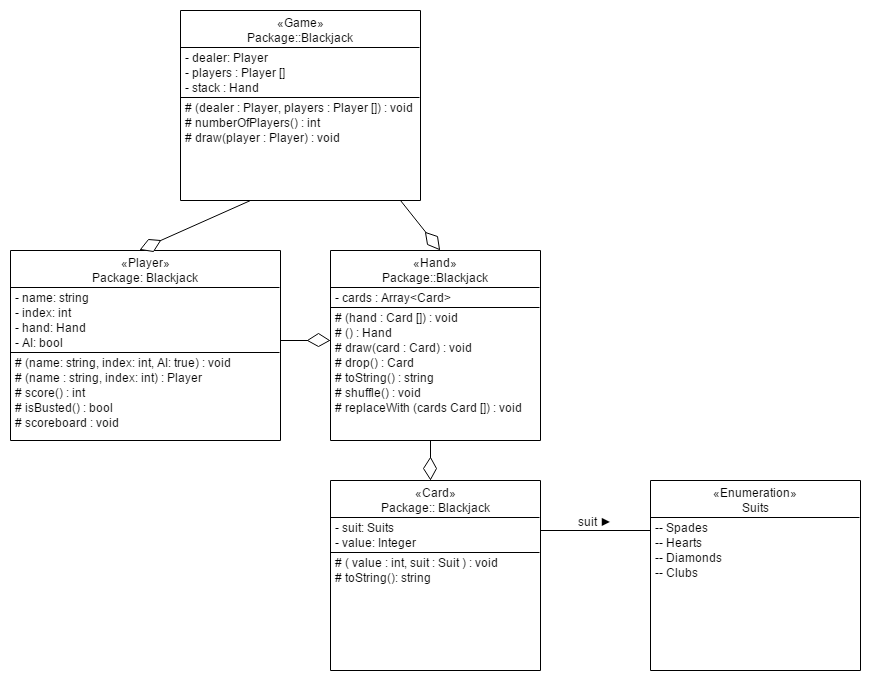 «Game»
Package::Blackjack
- dealer: Player
- players : Player []
- stack : Hand
# (dealer : Player, players : Player []) : void
# numberOfPlayers() : int
# draw(player : Player) : void
«Player»
Package: Blackjack
- name: string
- index: int
- hand: Hand
- AI: bool
# (name: string, index: int, AI: true) : void
# (name : string, index: int) : Player
# score() : int
# isBusted() : bool
# scoreboard : void
«Hand»
Package::Blackjack
- cards : Array<Card>
# (hand : Card []) : void
# () : Hand
# draw(card : Card) : void
# drop() : Card
# toString() : string
# shuffle() : void
# replaceWith (cards Card []) : void
«Card»
Package:: Blackjack
- suit: Suits
- value: Integer
# ( value : int, suit : Suit ) : void
# toString(): string
suit ►
«Enumeration»
Suits
-- Spades
-- Hearts
-- Diamonds
-- Clubs